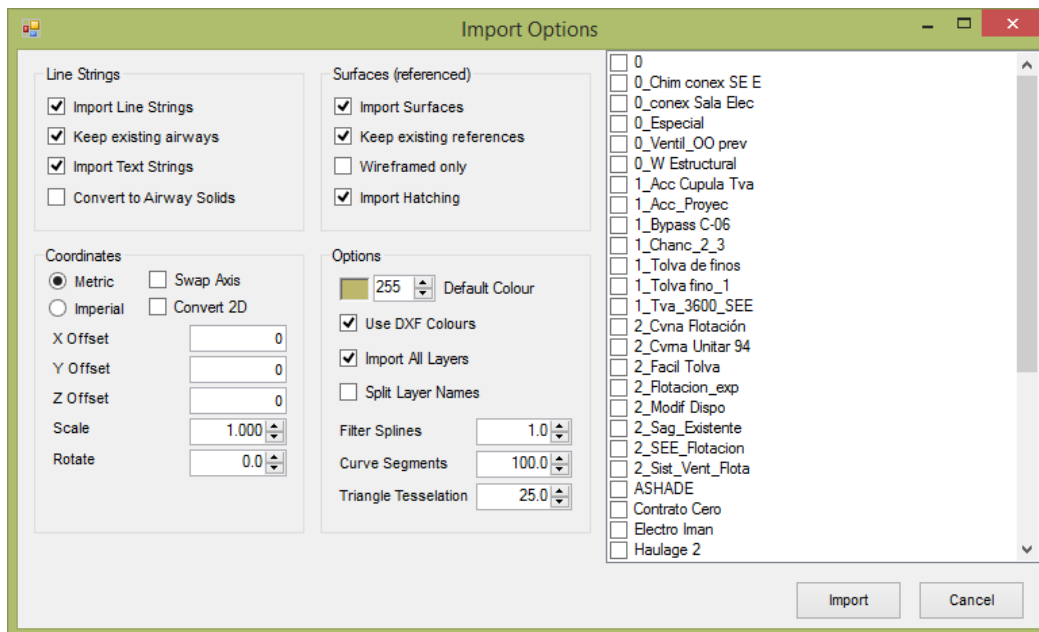 Import Options
Line Strings
Import Line Strings
Keep existing airways
Import Text Strings
Convert to Airway Solids
Surfaces (referenced)
Import Surfaces
Keep existing references
Wireframed only
Import Hatching
Coordinates
Metric
Swap Axis
Imperial
Convert 2D
X Offset 0
Y Offset 0
Z Offset 0
Scale 1.000
Rotate 0.0
Options
255 Default Colour
Use DXF Colours
Import All Layers
Split Layer Names
Filter Splines 1.0
Curve Segments 100.0
Triangle Tesselation 25.0
0
0_Chim conex SE E
0_conex Sala Elec
0_Especial
0_Ventil_OO prev
0_W Estructural
1_Acc Cupula Tva
1_Acc_Proyec
1_Bypass C-06
1_Chanc_2_3
1_Tolva de finos
1_Tolva fino_1
1_Tva_3600_SEE
2_Cvna Flotación
2_Cvrna Unitar 94
2_Facil Tolva
2_Flotacion_exp
2_Modif Dispo
2_Sag_Existente
2_SEE_Flotacion
2_Sist_Vent_Flota
ASHADE
Contrato Cero
Electro Iman
Haulage 2
Import
Cancel